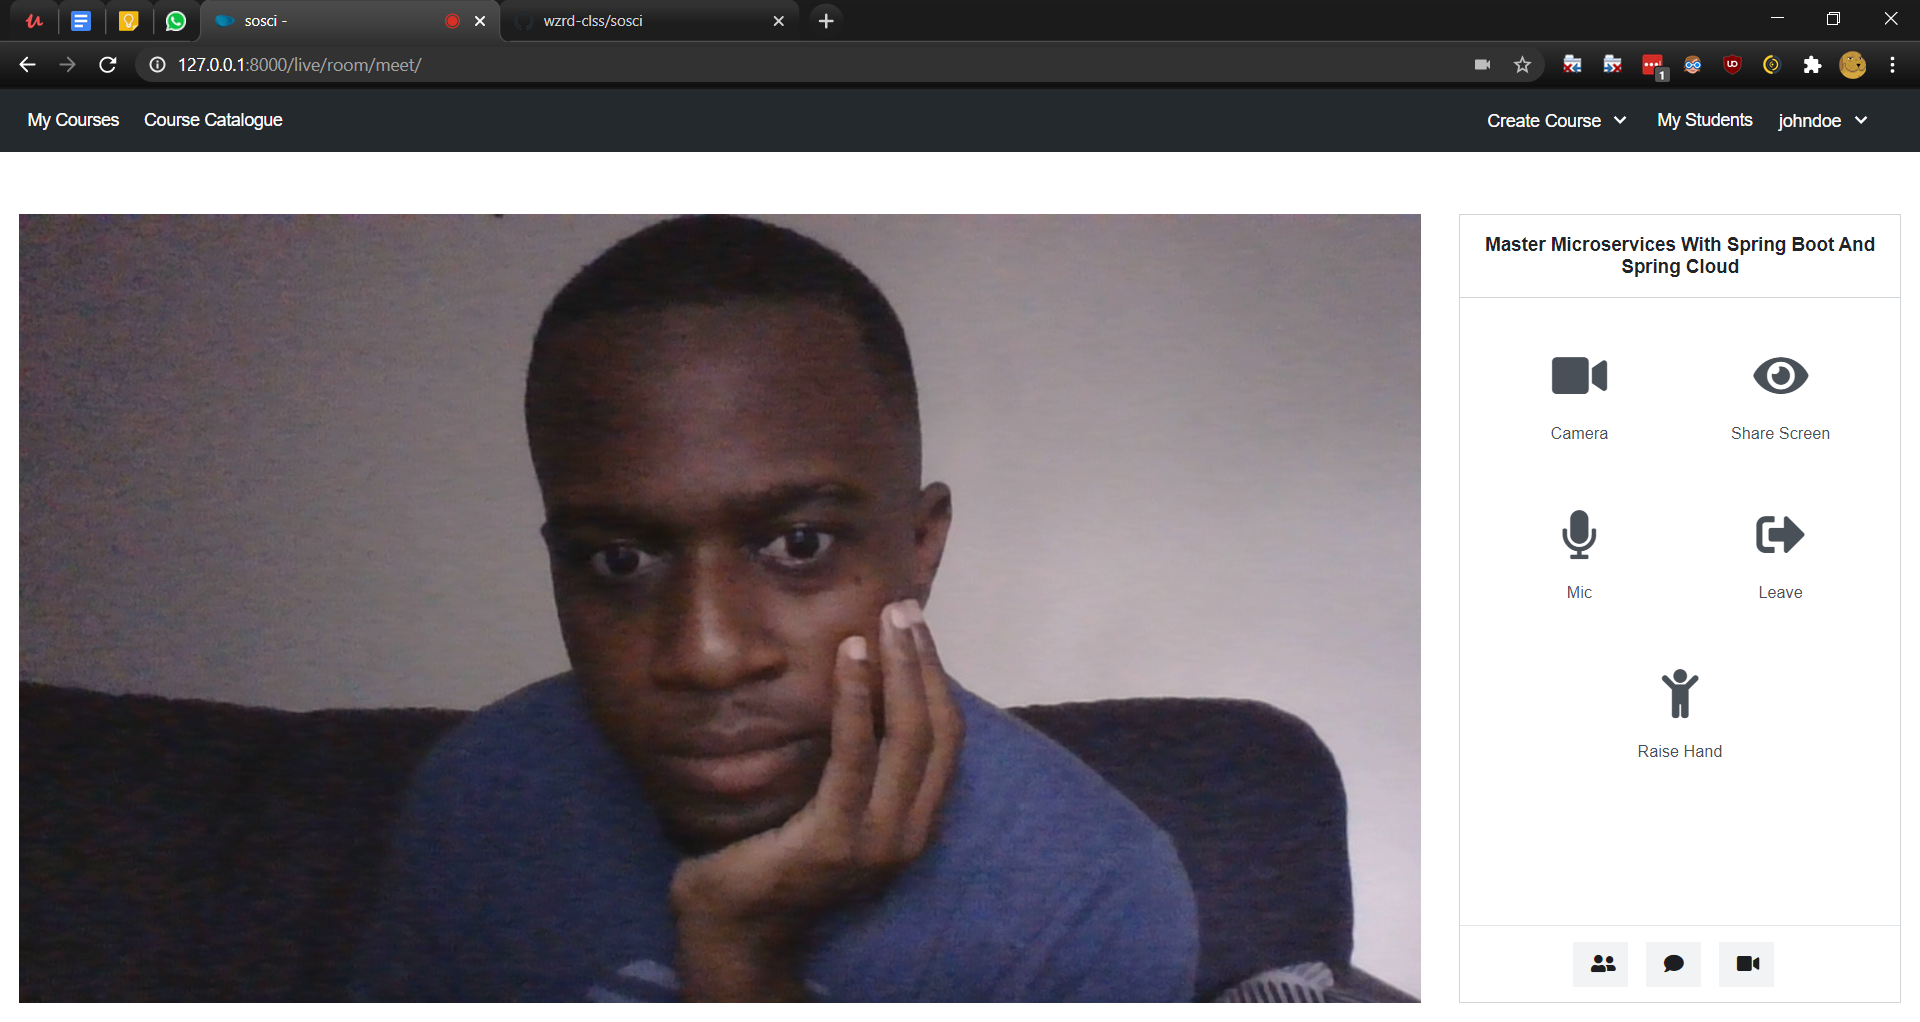 sosci -
wzrd-clss/sosci
127.0.0.1:8000/live/room/meet/
1
My Courses
Course Catalogue
Create Course
My Students
johndoe
Master Microservices With Spring Boot And
Spring Cloud
Camera
Share Screen
Mic
Leave
Raise Hand